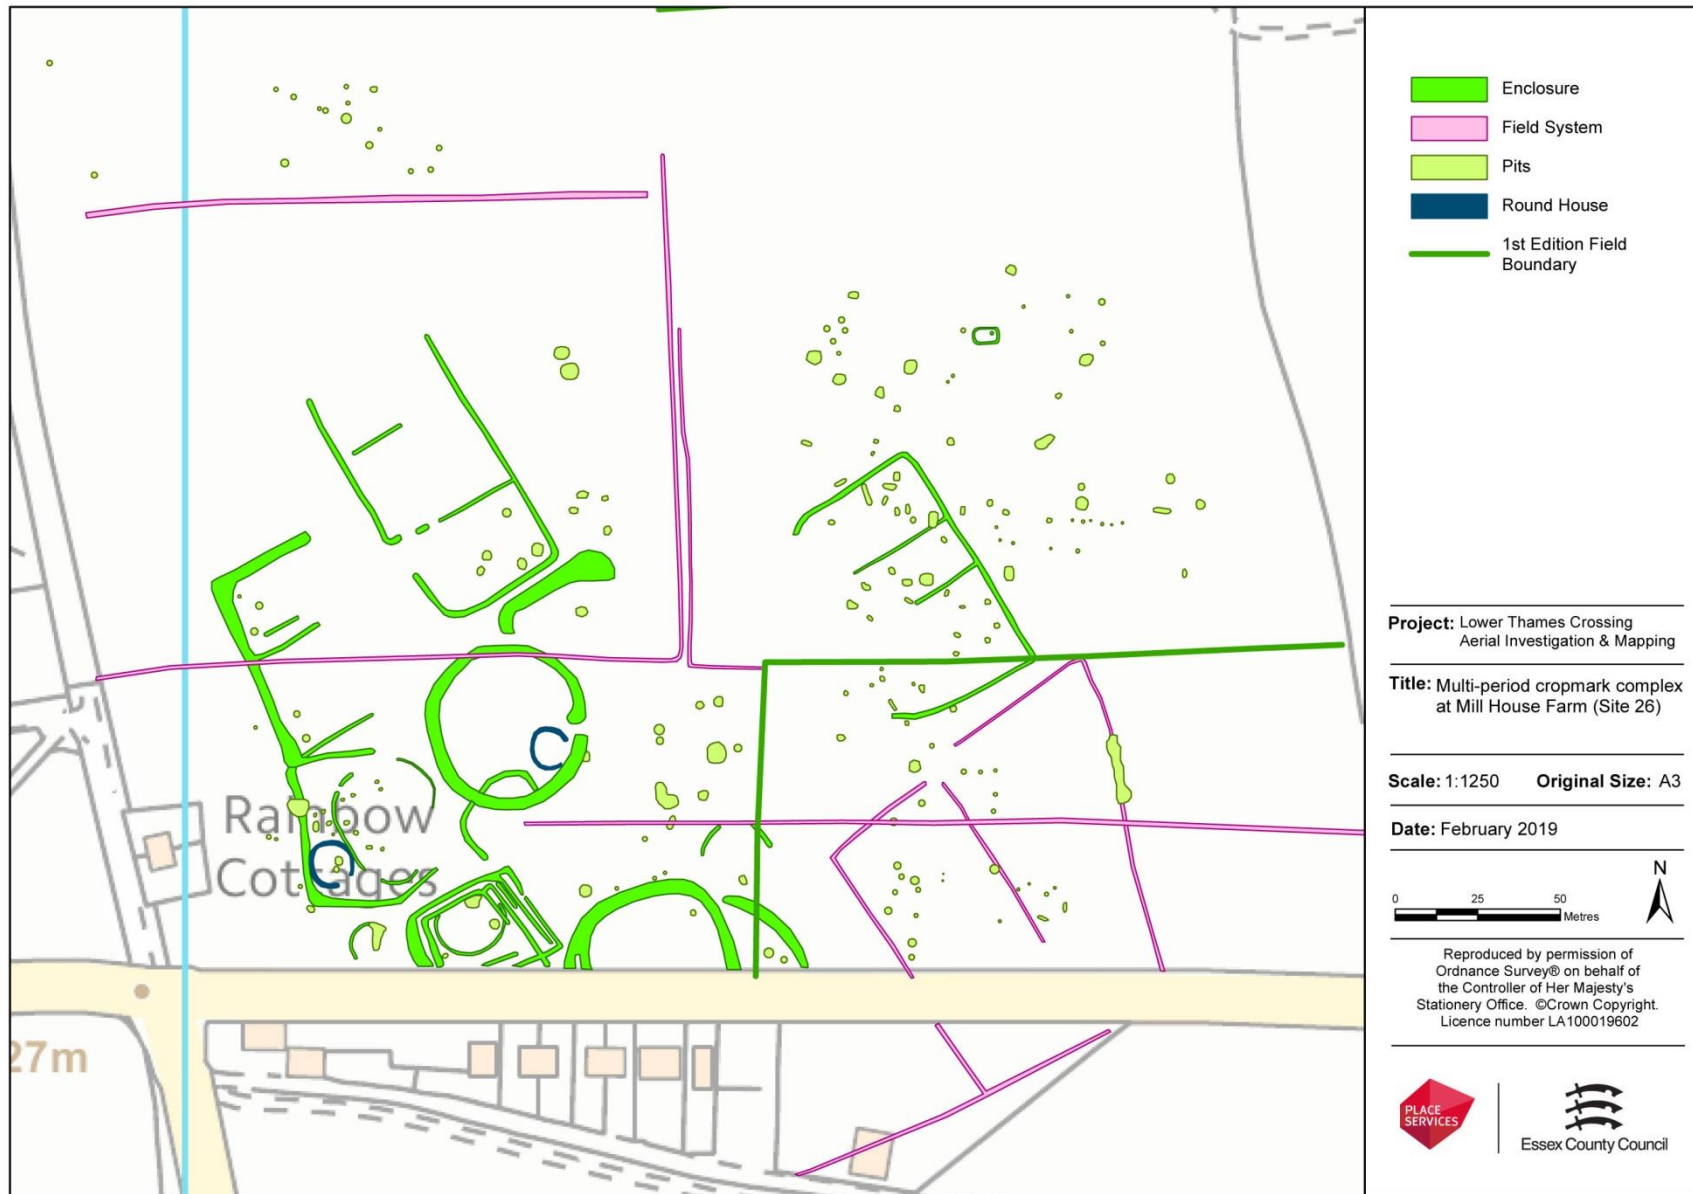 Enclosure
Field System
Pits
Round House
1st Edition Field
Boundary
Rainbow
Cottages
27m
Project: Lower Thames Crossing
Aerial Investigation & Mapping
Title: Multi-period cropmark complex
at Mill House Farm (Site 26)
Scale: 1:1250 Original Size: A3
Date: February 2019
N
0 25 50
Metres
Reproduced by permission of
Ordnance Survey® on behalf of
the Controller of Her Majesty's
Stationery Office. ©Crown Copyright.
Licence number LA100019602
PLACE
SERVICES
Essex County Council